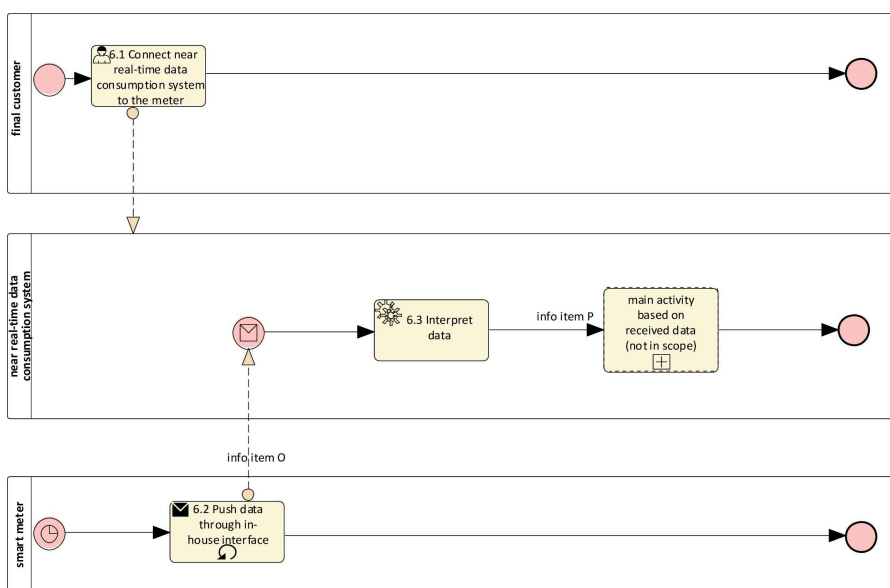 final customer
6.1 Connect near
real-time data
consumption system
to the meter
near real-time data
consumption system
6.3 Interpret
data
info item P
main activity
based on
received data
(not in scope)
info item O
smart meter
6.2 Push data
through in-
house interface